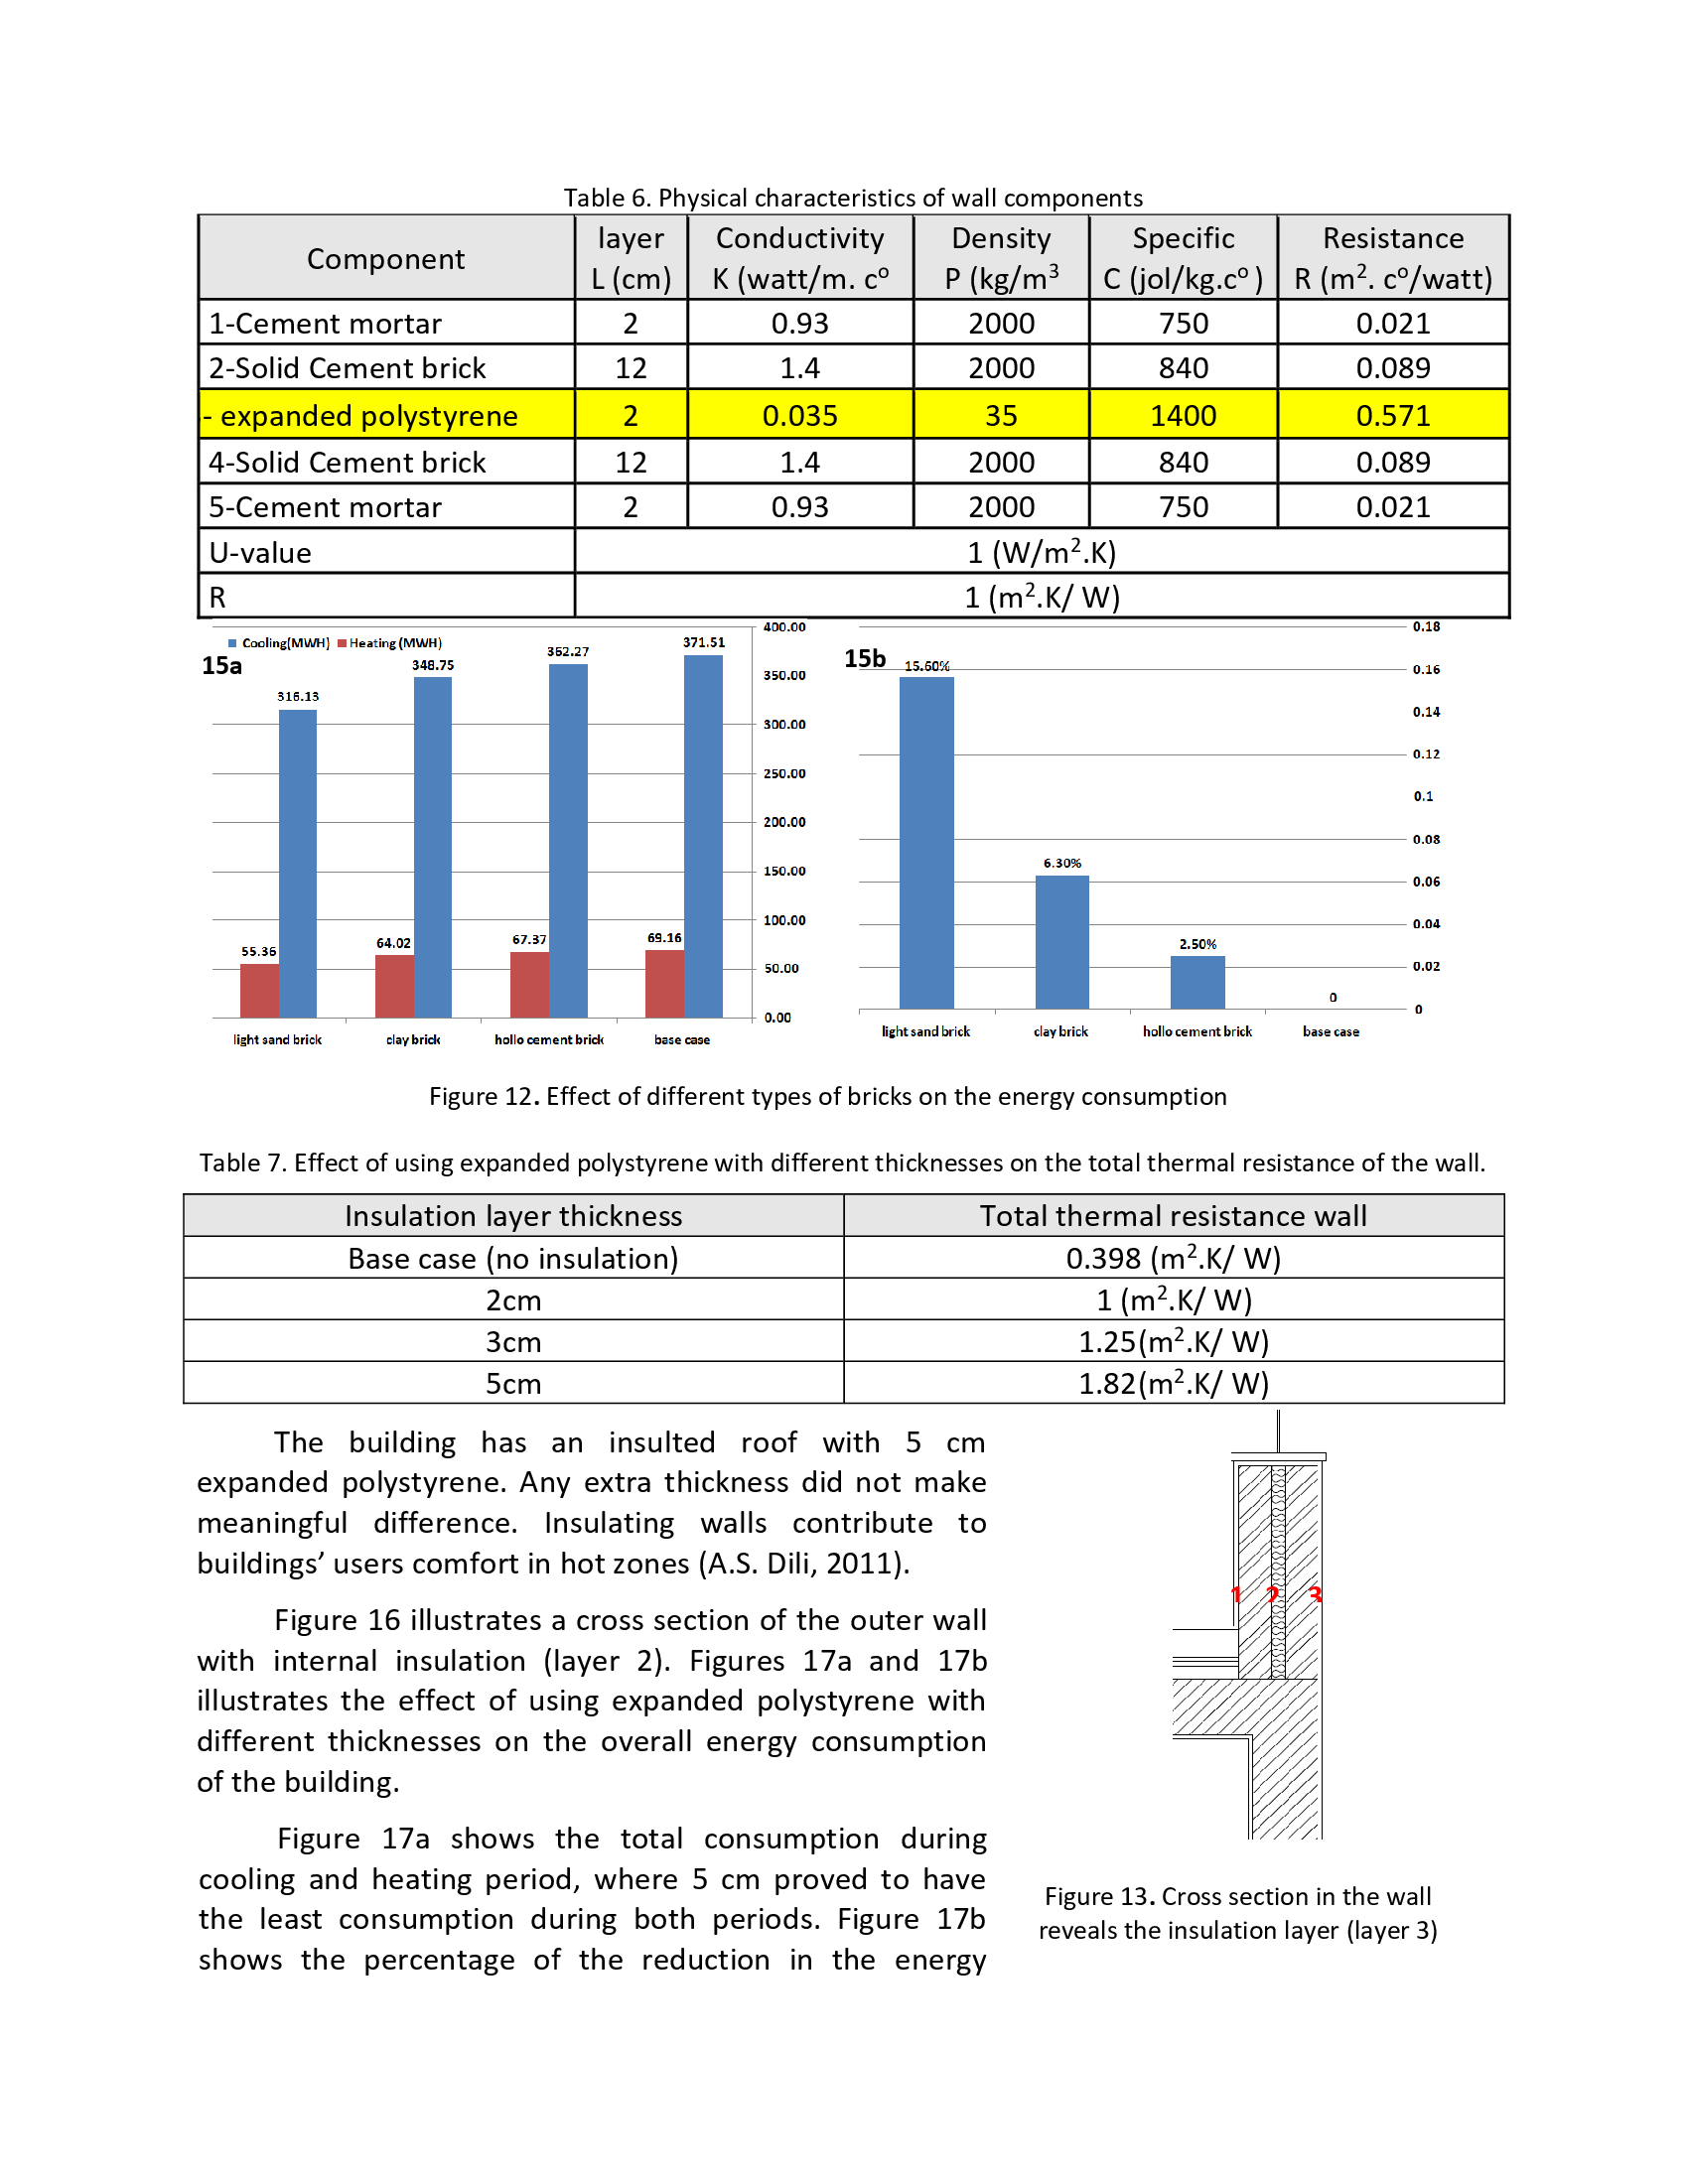 Table 6. Physical characteristics of wall components
Component
layer L (cm)
Conductivity K (watt/m. cᵒ
Density P (kg/m³
Specific C (jol/kg.cᵒ )
Resistance R (m². cᵒ/watt)
1-Cement mortar 2 0.93 2000 750 0.021
2-Solid Cement brick 12 1.4 2000 840 0.089
- expanded polystyrene 2 0.035 35 1400 0.571
4-Solid Cement brick 12 1.4 2000 840 0.089
5-Cement mortar 2 0.93 2000 750 0.021
U-value 1 (W/m².K)
R 1 (m².K/ W)
15a
Cooling(MWH) Heating (MWH)
316.13 348.75 362.27 371.51
55.36 64.02 67.37 69.16
400.00
350.00
300.00
250.00
200.00
150.00
100.00
50.00
0.00
light sand brick clay brick hollo cement brick base case
15b
15.60% 6.30% 2.50% 0
0.18
0.16
0.14
0.12
0.1
0.08
0.06
0.04
0.02
0
light sand brick clay brick hollo cement brick base case
Figure 12. Effect of different types of bricks on the energy consumption
Table 7. Effect of using expanded polystyrene with different thicknesses on the total thermal resistance of the wall.
Insulation layer thickness Total thermal resistance wall
Base case (no insulation) 0.398 (m².K/ W)
2cm 1 (m².K/ W)
3cm 1.25(m².K/ W)
5cm 1.82(m².K/ W)
The building has an insulted roof with 5 cm
expanded polystyrene. Any extra thickness did not make
meaningful difference. Insulating walls contribute to
buildings’ users comfort in hot zones (A.S. Dili, 2011).
Figure 16 illustrates a cross section of the outer wall
with internal insulation (layer 2). Figures 17a and 17b
illustrates the effect of using expanded polystyrene with
different thicknesses on the overall energy consumption
of the building.
Figure 17a shows the total consumption during
cooling and heating period, where 5 cm proved to have
the least consumption during both periods. Figure 17b
shows the percentage of the reduction in the energy
1 2 3
Figure 13. Cross section in the wall
reveals the insulation layer (layer 3)